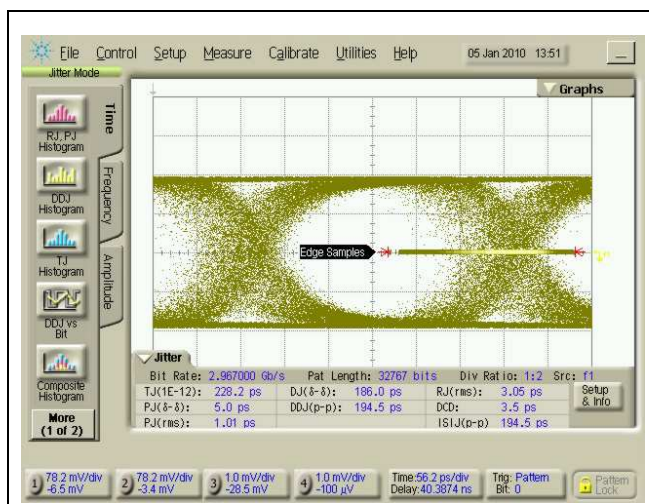 File Control Setup Measure Calibrate Utilities Help 05 Jan 2010 13:51
Jitter Mode
Graphs
Time
Frequency
Amplitude
RJ, PJ
Histogram
DDJ
Histogram
TJ
Histogram
DDJ vs
Bit
Composite
Histogram
More
(1 of 2)
Edge Samples
Jitter
Bit Rate: 2.967000 Gb/s Pat Length: 32767 bits Div Ratio: 1:2 Src: f1
TJ(1E-12): 228.2 ps DJ(δ-δ): 186.0 ps RJ(rms): 3.05 ps
PJ(δ-δ): 5.0 ps DDJ(p-p): 194.5 ps DCD: 3.5 ps
PJ(rms): 1.01 ps ISIJ(p-p) 194.5 ps
Setup
& Info
1 78.2 mV/div
-6.5 mV
2 78.2 mV/div
-3.4 mV
3 1.0 mV/div
-28.5 mV
4 1.0 mV/div
-100 µV
Time:56.2 ps/div
Delay:40.3874 ns
Trig: Pattern
Bit: 0
Pattern
Lock